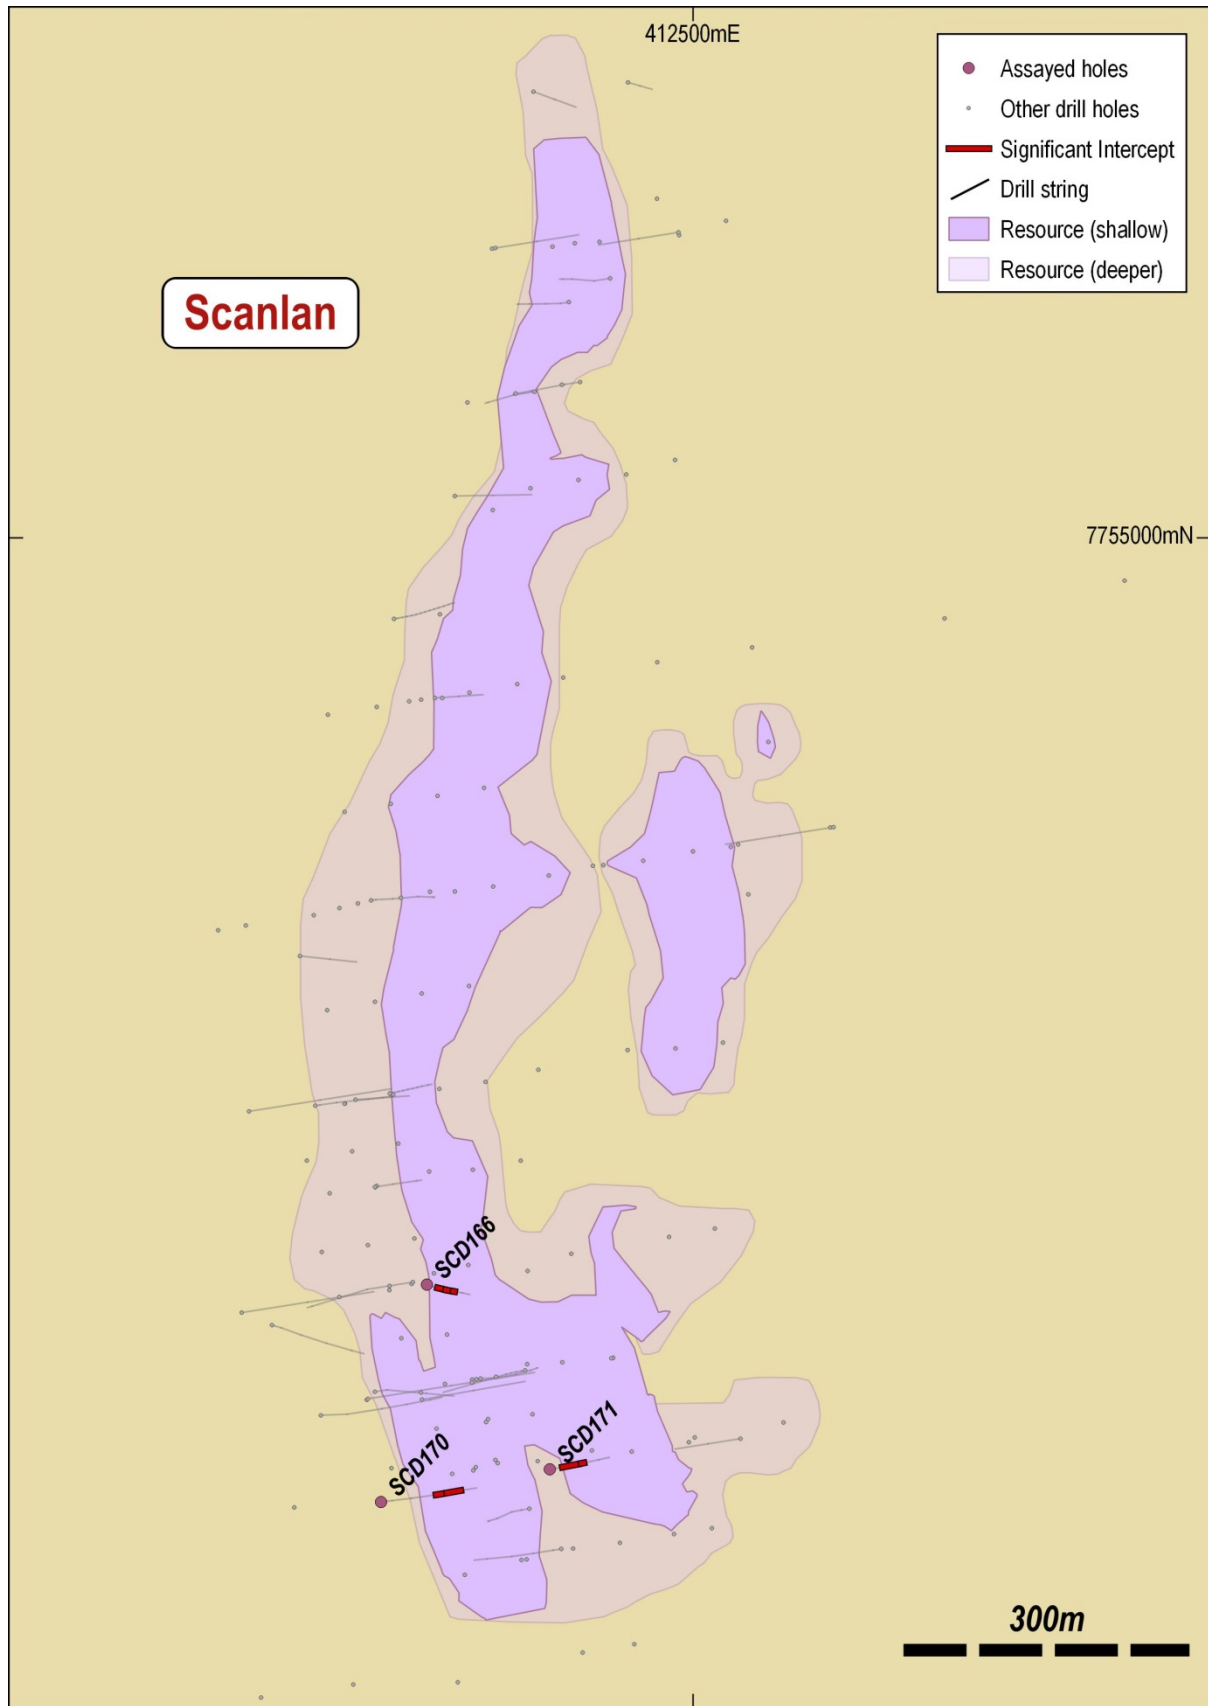 412500mE
Assayed holes
Other drill holes
Significant Intercept
Drill string
Resource (shallow)
Resource (deeper)
Scanlan
7755000mN
SCD166
SCD171
SCD170
300m